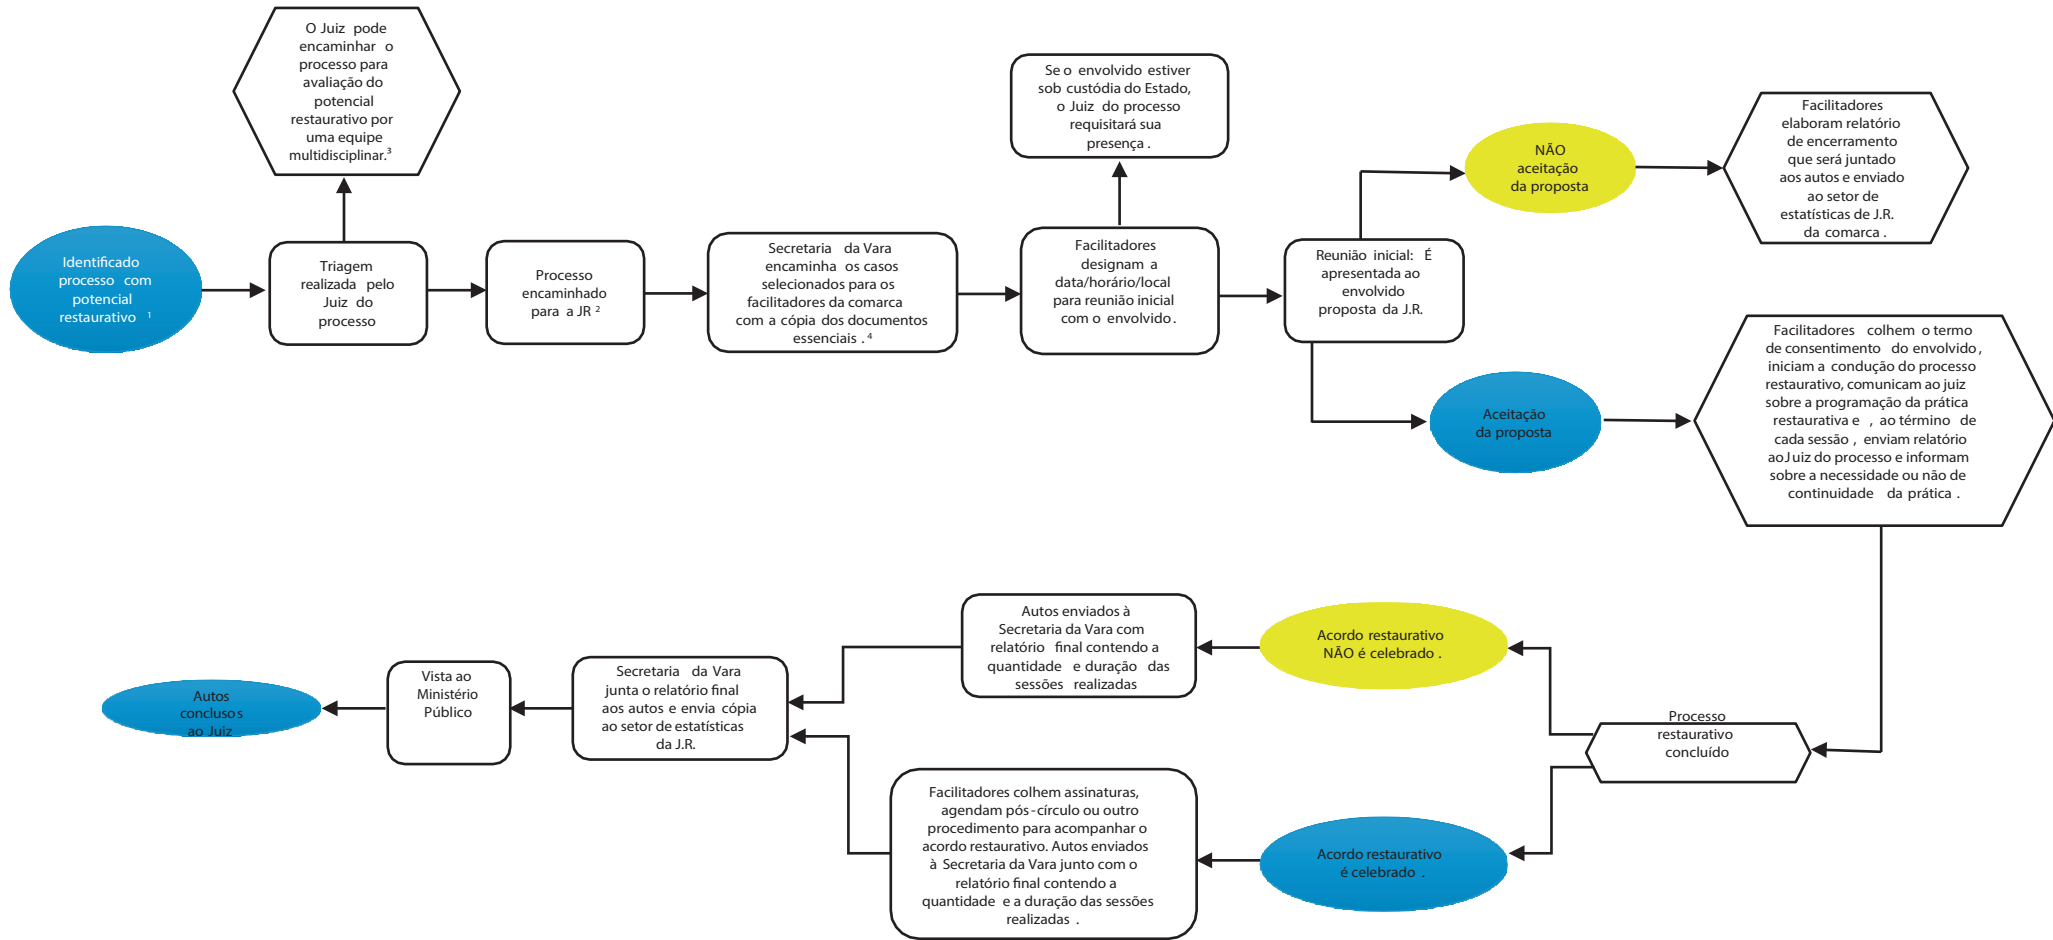 O Juiz pode
encaminhar o
processo para
avaliação do
potencial
restaurativo por
uma equipe
multidisciplinar.³
Se o envolvido estiver
sob custódia do Estado,
o Juiz do processo
requisitará sua
presença .
NÃO
aceitação
da proposta
Facilitadores
elaboram relatório
de encerramento
que será juntado
aos autos e enviado
ao setor de
estatísticas de J.R.
da comarca .
Identificado
processo com
potencial
restaurativo ¹
Triagem
realizada pelo
Juiz do
processo
Processo
encaminhado
para a JR ²
Secretaria da Vara
encaminha os casos
selecionados para os
facilitadores da comarca
com a cópia dos documentos
essenciais . ⁴
Facilitadores
designam a
data/horário/local
para reunião inicial
com o envolvido .
Reunião inicial: É
apresentada ao
envolvido
proposta da J.R.
Aceitação
da proposta
Facilitadores colhem o termo
de consentimento do envolvido ,
iniciam a condução do processo
restaurativo, comunicam ao juiz
sobre a programação da prática
restaurativa e , ao término de
cada sessão , enviam relatório
ao Juiz do processo e informam
sobre a necessidade ou não de
continuidade da prática .
Processo
restaurativo
concluído
Acordo restaurativo
NÃO é celebrado .
Autos enviados à
Secretaria da Vara com
relatório final contendo a
quantidade e duração das
sessões realizadas
Acordo restaurativo
é celebrado .
Facilitadores colhem assinaturas,
agendam pós-círculo ou outro
procedimento para acompanhar o
acordo restaurativo. Autos enviados
à Secretaria da Vara junto com o
relatório final contendo a
quantidade e a duração das sessões
realizadas .
Secretaria da Vara
junta o relatório final
aos autos e envia cópia
ao setor de estatísticas
da J.R.
Vista ao
Ministério
Público
Autos
conclusos
ao Juiz